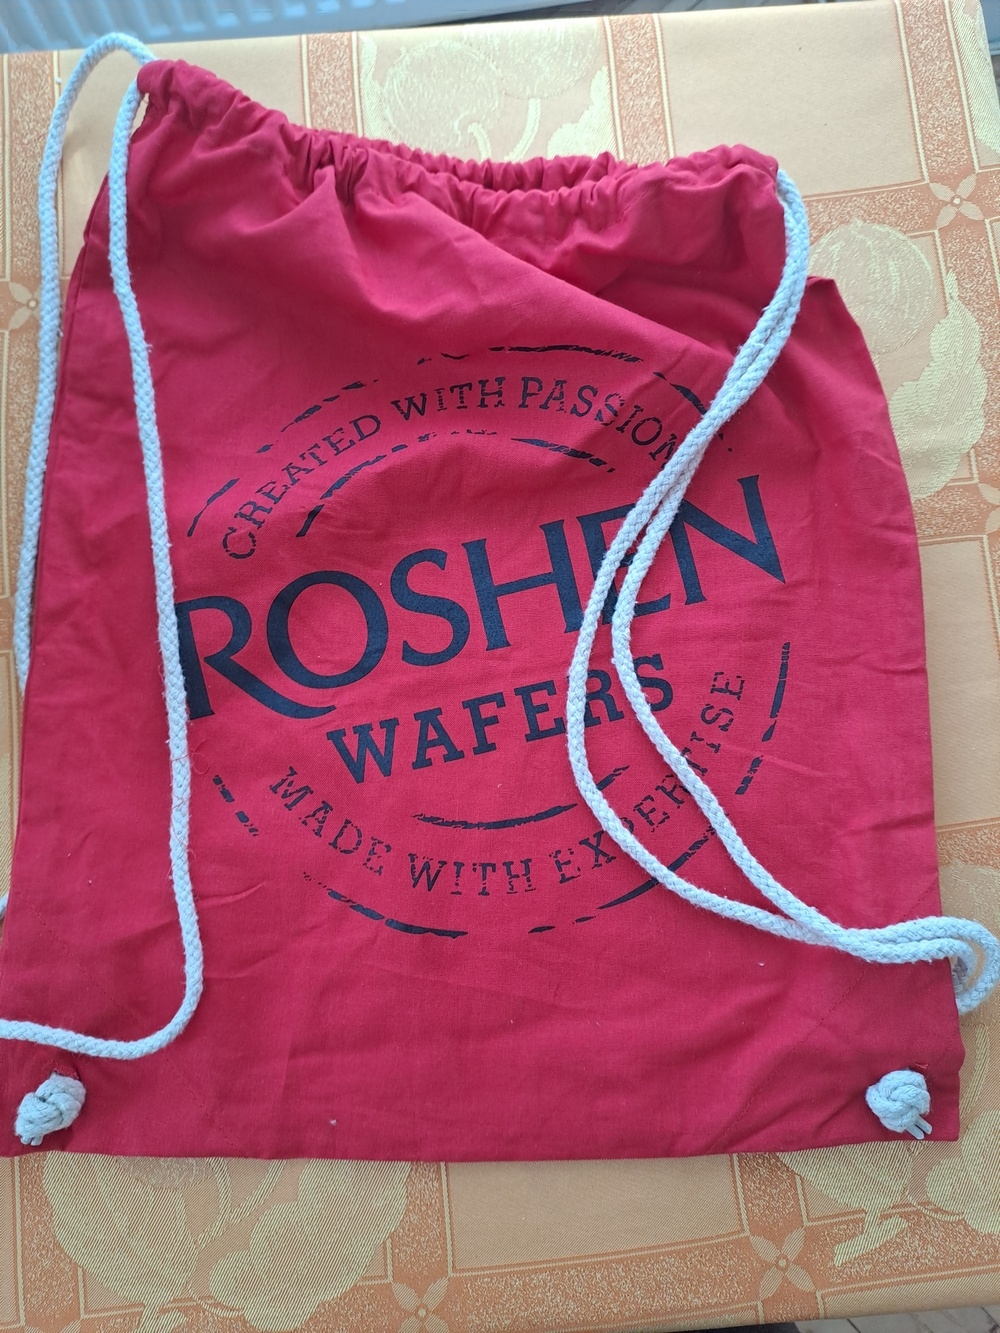 CREATED WITH PASSION
ROSHEN
WAFERS
MADE WITH EXPERTISE